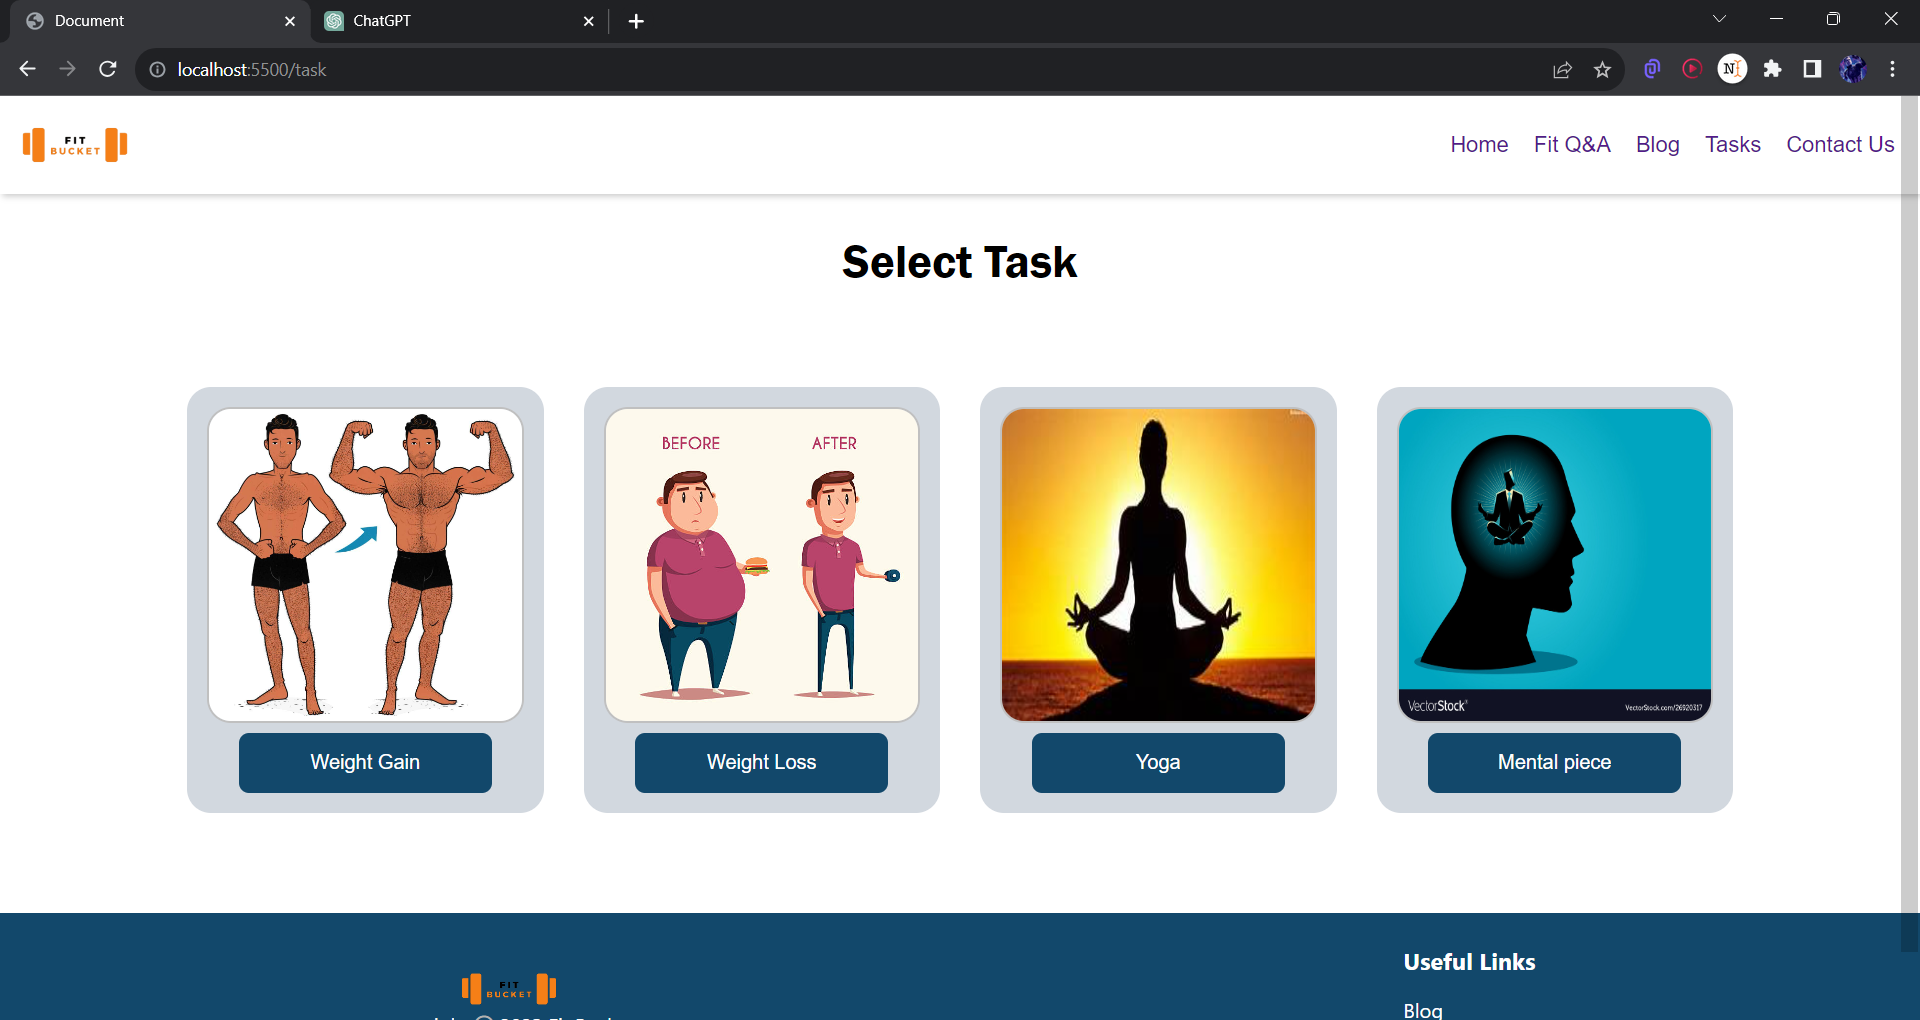 Document
ChatGPT
localhost:5500/task
FIT
BUCKET
Home Fit Q&A Blog Tasks Contact Us
Select Task
BEFORE AFTER
VectorStock®
VectorStock.com/26920317
Weight Gain
Weight Loss
Yoga
Mental piece
FIT
BUCKET
Useful Links
Blog